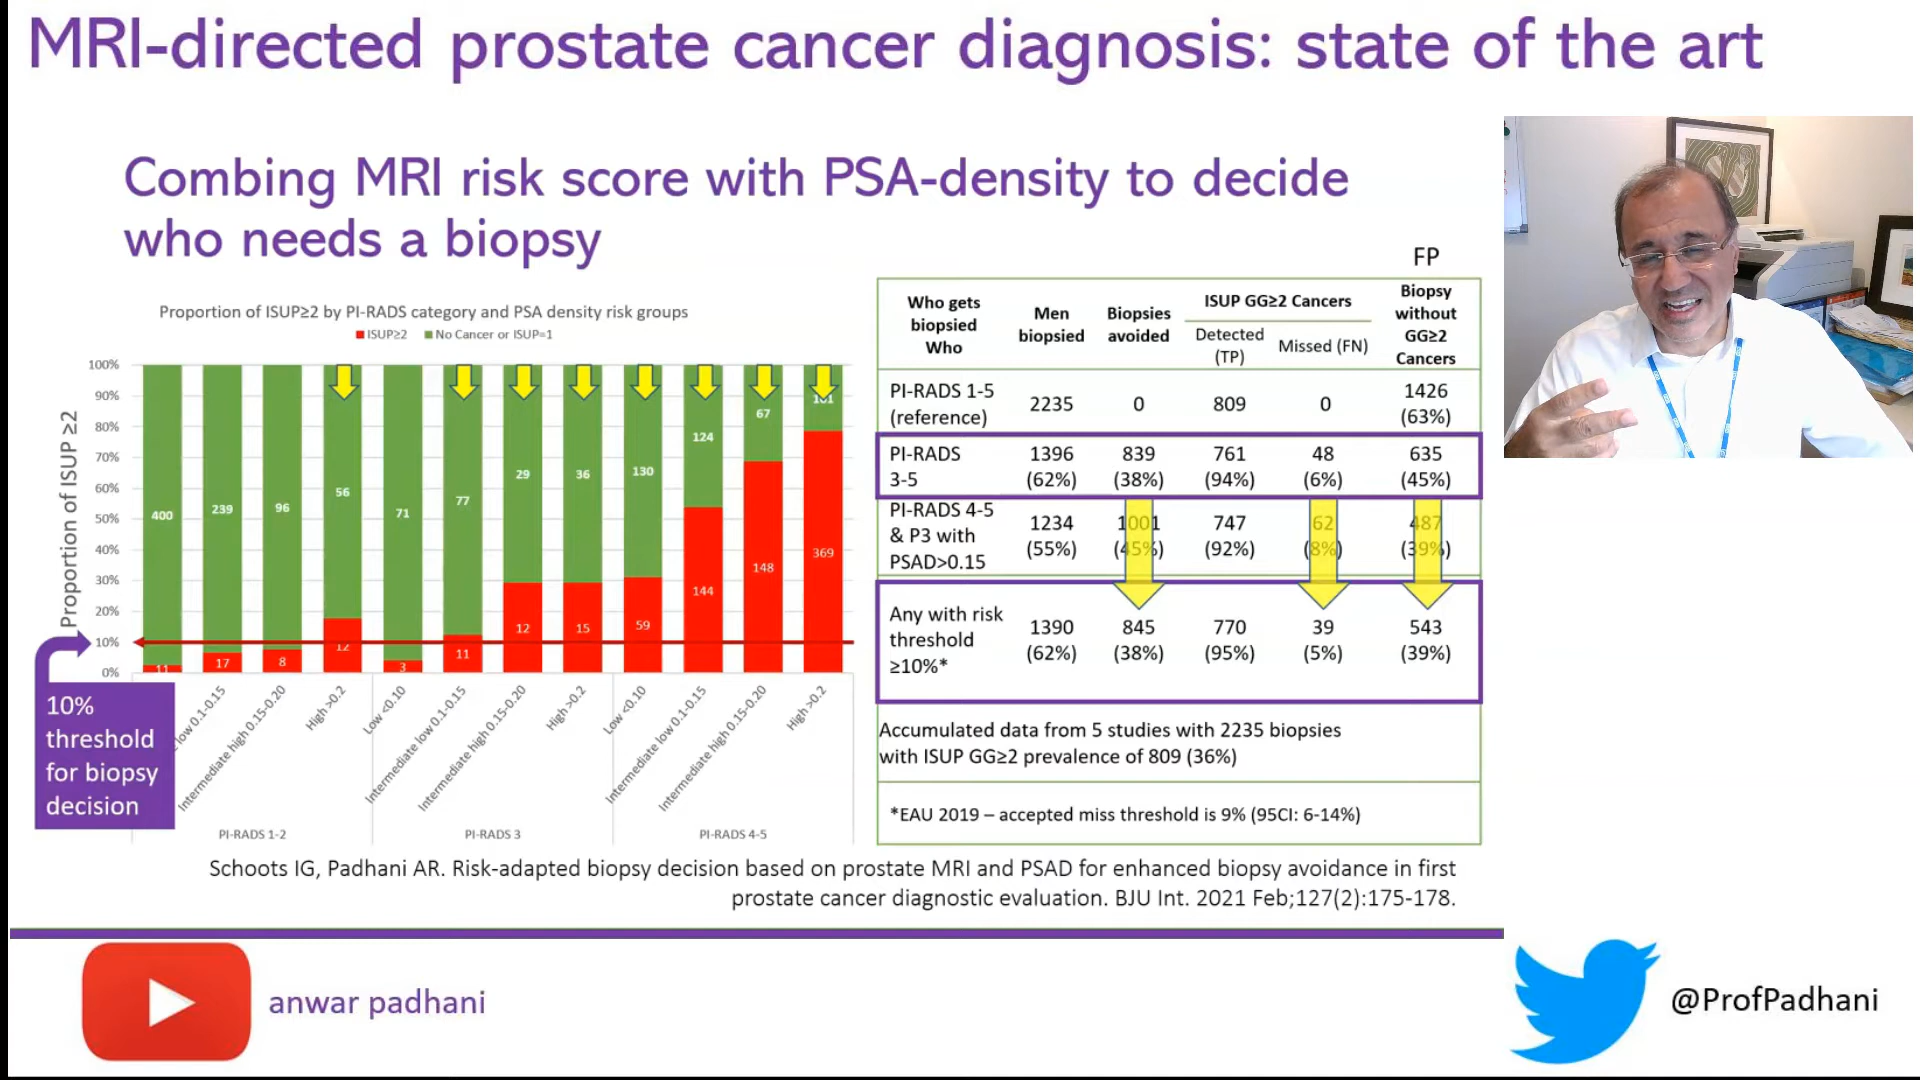 MRI-directed prostate cancer diagnosis: state of the art
Combing MRI risk score with PSA-density to decide
who needs a biopsy
Proportion of ISUP≥2 by PI-RADS category and PSA density risk groups
ISUP≥2
No Cancer or ISUP=1
Proportion of ISUP ≥2
100%
90%
80%
70%
60%
50%
40%
30%
20%
10%
0%
400
239
96
56
71
77
29
36
130
124
67
101
11
17
8
12
3
11
12
15
59
144
148
369
low 0.1-0.15
Intermediate high 0.15-0.20
High >0.2
Low <0.10
Intermediate low 0.1-0.15
Intermediate high 0.15-0.20
High >0.2
Low <0.10
Intermediate low 0.1-0.15
Intermediate high 0.15-0.20
High >0.2
PI-RADS 1-2
PI-RADS 3
PI-RADS 4-5
10%
threshold
for biopsy
decision
FP
Who gets
biopsied
Who
Men
biopsied
Biopsies
avoided
ISUP GG≥2 Cancers
Detected
(TP)
Missed (FN)
Biopsy
without
GG≥2
Cancers
PI-RADS 1-5
(reference)
2235
0
809
0
1426
(63%)
PI-RADS
3-5
1396
(62%)
839
(38%)
761
(94%)
48
(6%)
635
(45%)
PI-RADS 4-5
& P3 with
PSAD>0.15
1234
(55%)
1001
(45%)
747
(92%)
62
(8%)
487
(39%)
Any with risk
threshold
≥10%*
1390
(62%)
845
(38%)
770
(95%)
39
(5%)
543
(39%)
Accumulated data from 5 studies with 2235 biopsies
with ISUP GG≥2 prevalence of 809 (36%)
*EAU 2019 – accepted miss threshold is 9% (95CI: 6-14%)
Schoots IG, Padhani AR. Risk-adapted biopsy decision based on prostate MRI and PSAD for enhanced biopsy avoidance in first
prostate cancer diagnostic evaluation. BJU Int. 2021 Feb;127(2):175-178.
anwar padhani
@ProfPadhani